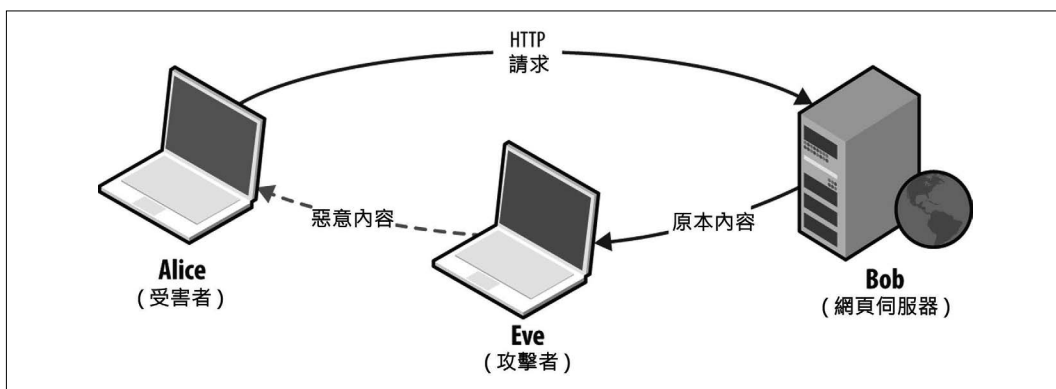 HTTP
請求
惡意內容
原本內容
Alice
(受害者)
Eve
(攻擊者)
Bob
(網頁伺服器)